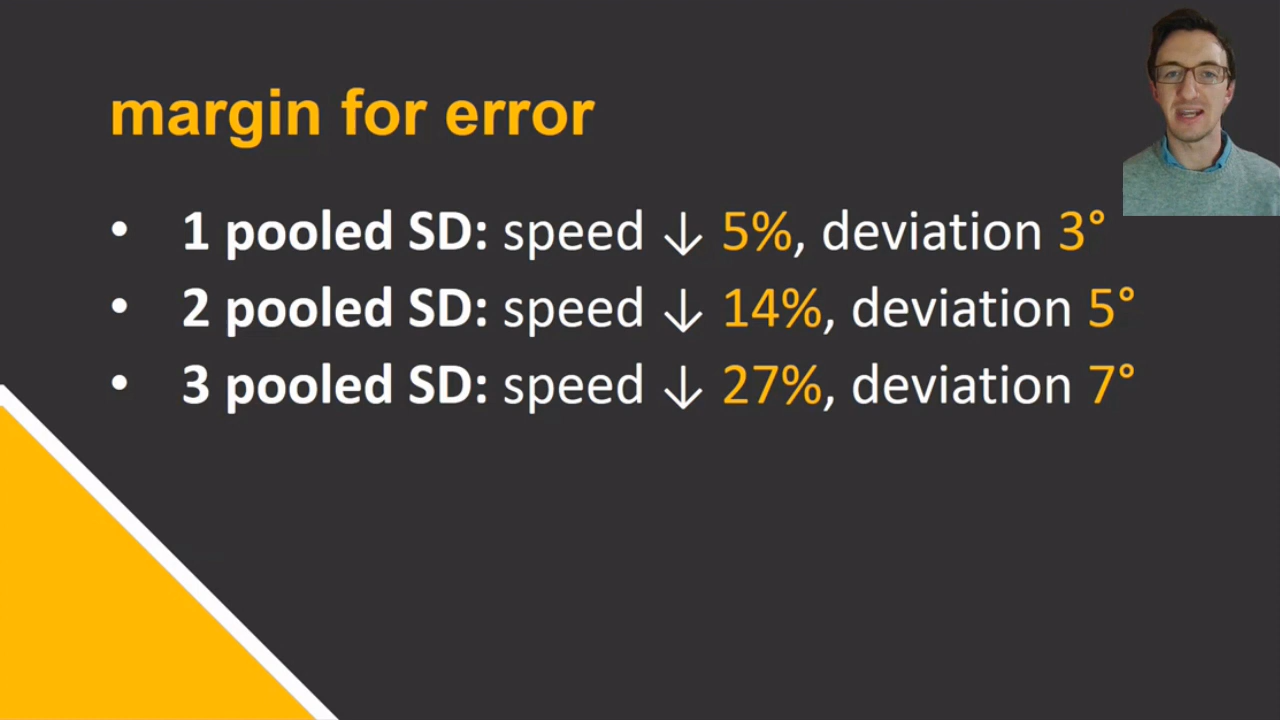 margin for error
• 1 pooled SD: speed ↓ 5%, deviation 3°
• 2 pooled SD: speed ↓ 14%, deviation 5°
• 3 pooled SD: speed ↓ 27%, deviation 7°